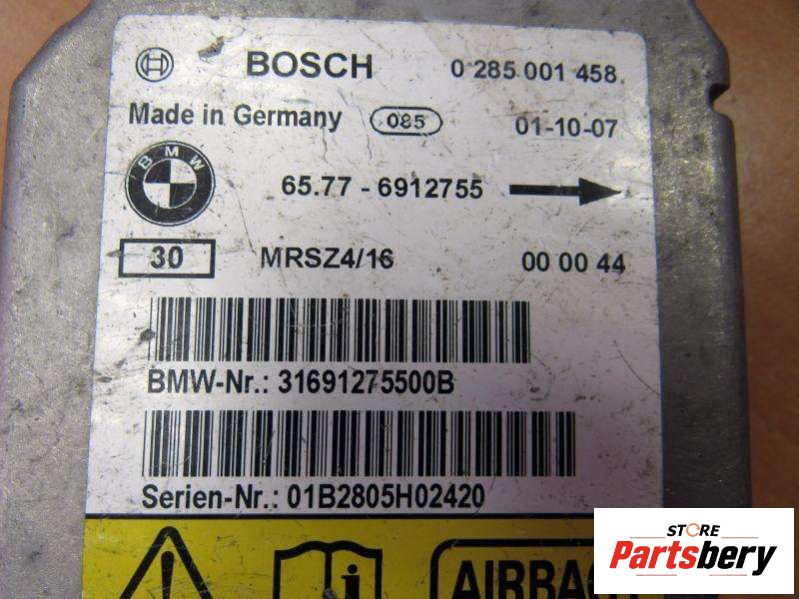 BOSCH 0 285 001 458
Made in Germany 085 01-10-07
BMW
65.77 - 6912755
30 MRSZ4/16 00 00 44
BMW-Nr.: 31691275500B
Serien-Nr.: 01B2805H02420
AIRBAG
STORE
Partsbery